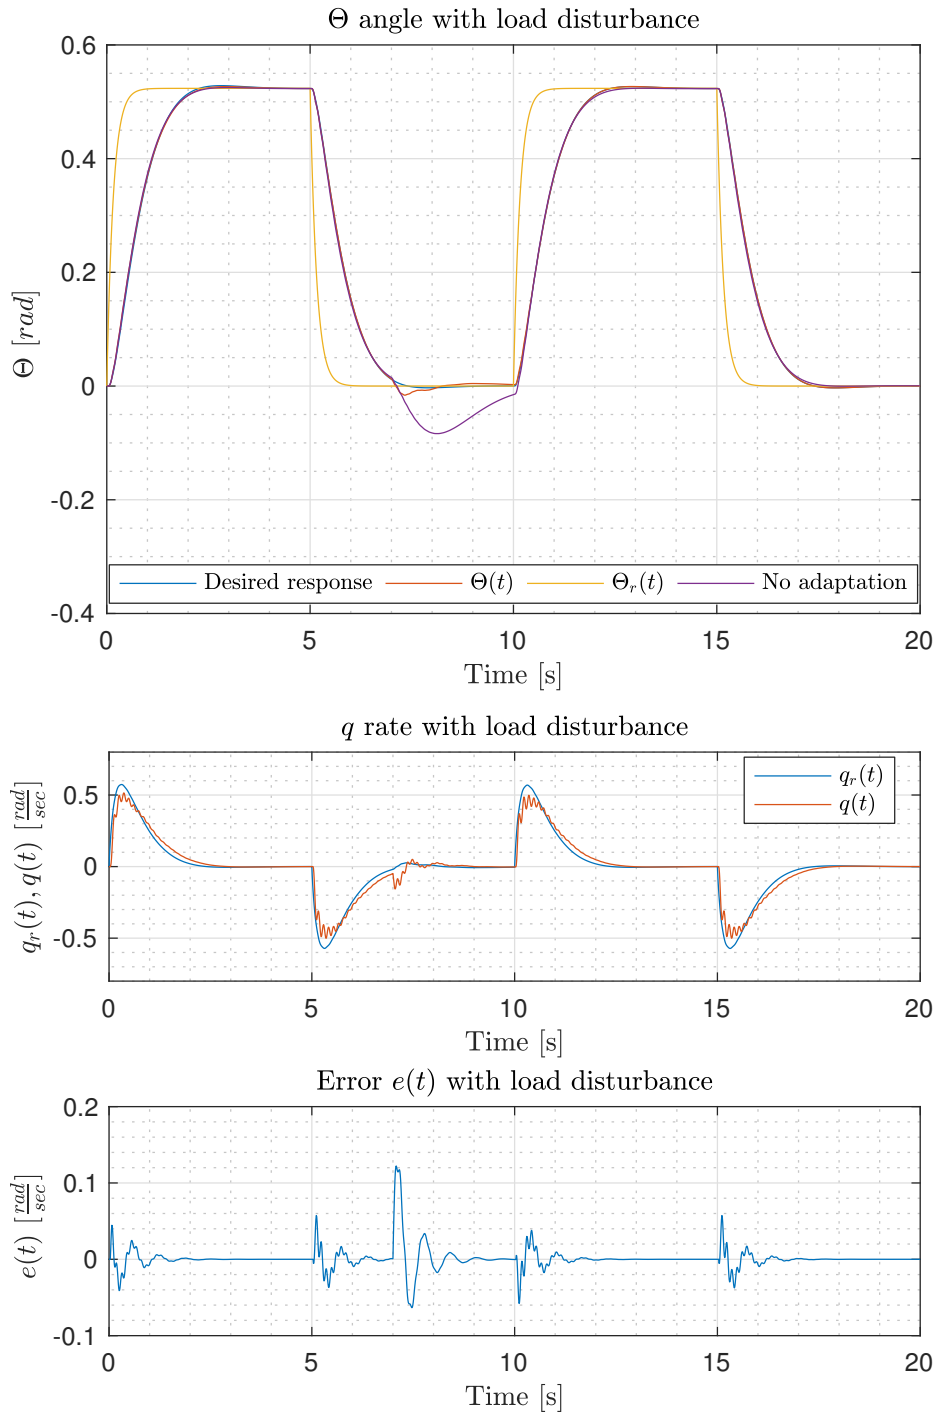 Θ angle with load disturbance
0.6
0.4
0.2
0
-0.2
-0.4
Θ [rad]
Desired response Θ(t) Θr(t) No adaptation
0 5 10 15 20
Time [s]
q rate with load disturbance
0.5
0
-0.5
qr(t), q(t) [rad/sec]
qr(t)
q(t)
0 5 10 15 20
Time [s]
Error e(t) with load disturbance
0.2
0.1
0
-0.1
e(t) [rad/sec]
0 5 10 15 20
Time [s]